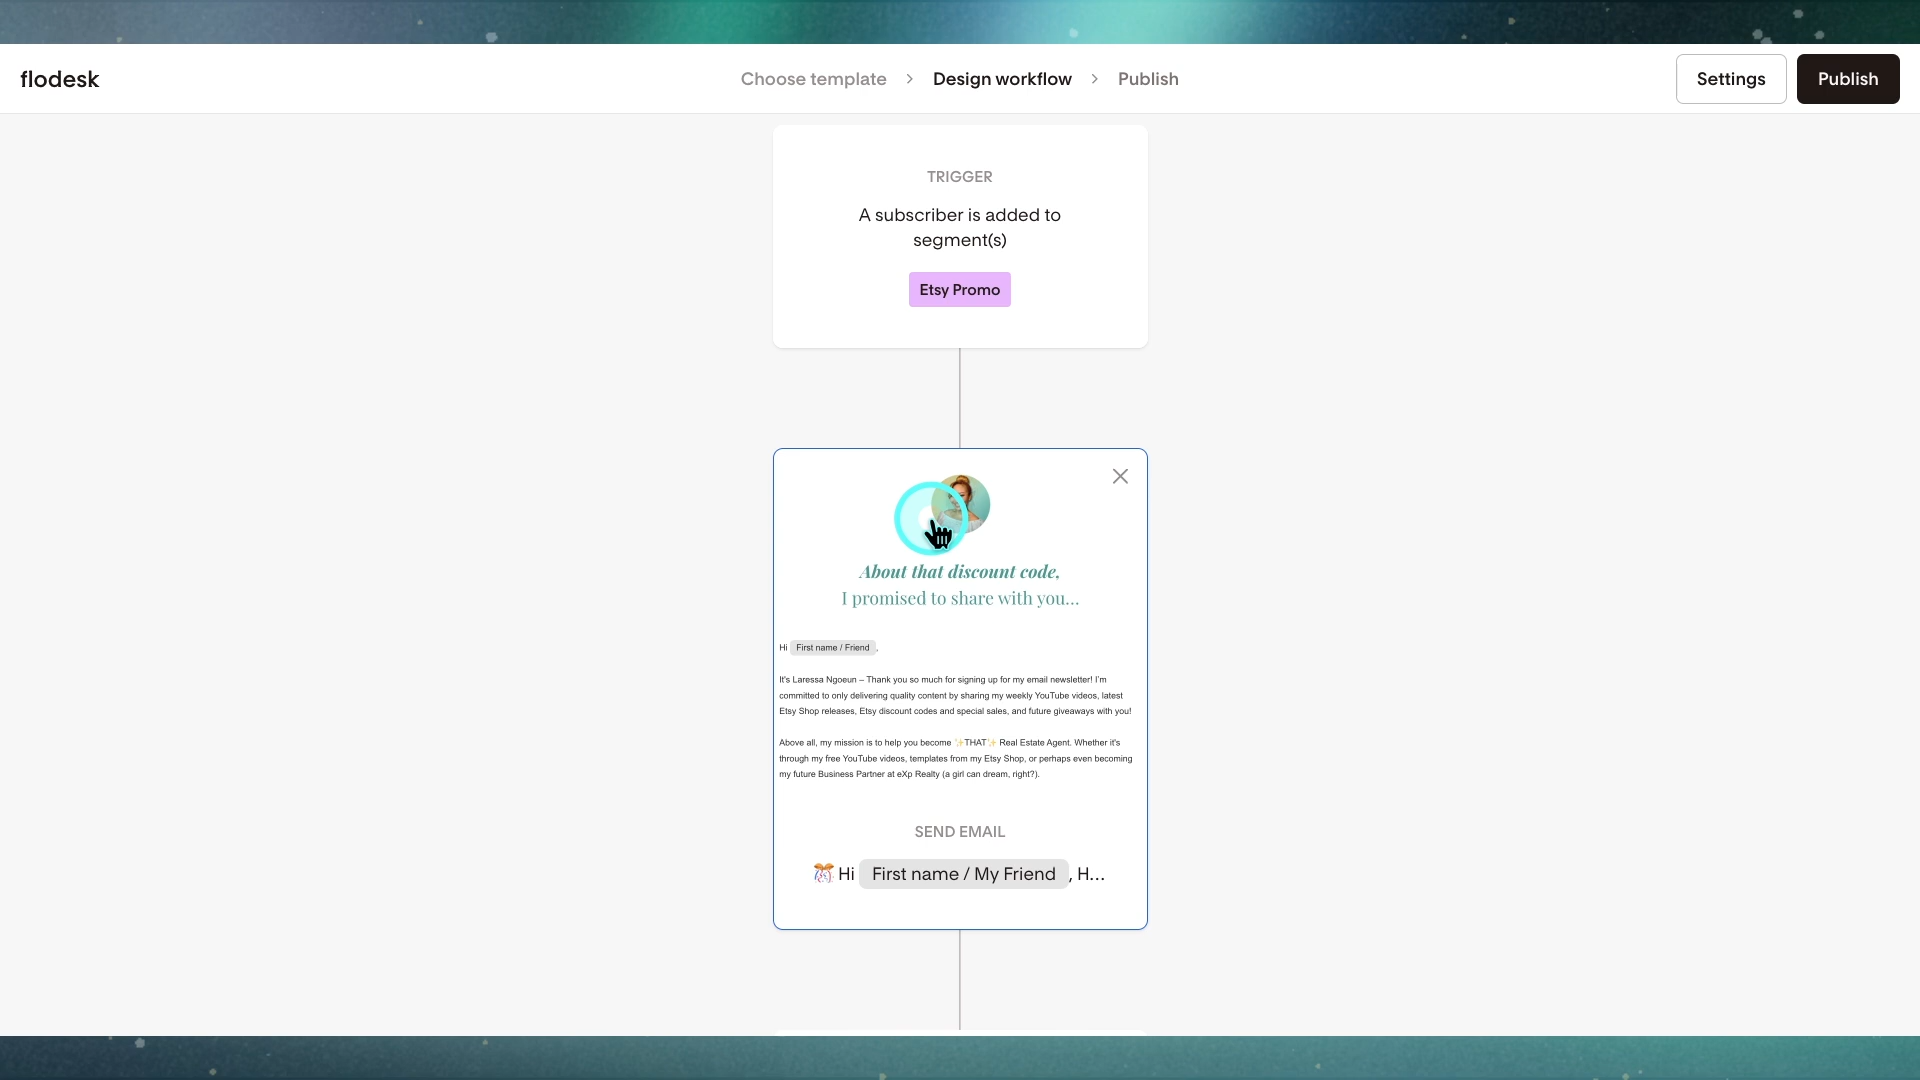 flodesk
Choose template > Design workflow > Publish
Settings
Publish
TRIGGER
A subscriber is added to
segment(s)
Etsy Promo
About that discount code,
I promised to share with you...
Hi First name / Friend,
It's Laressa Ngoeun – Thank you so much for signing up for my email newsletter! I'm
committed to only delivering quality content by sharing my weekly YouTube videos, latest
Etsy Shop releases, Etsy discount codes and special sales, and future giveaways with you!
Above all, my mission is to help you become ✨THAT✨ Real Estate Agent. Whether it's
through my free YouTube videos, templates from my Etsy Shop, or perhaps even becoming
my future Business Partner at eXp Realty (a girl can dream, right?).
SEND EMAIL
🎊 Hi First name / My Friend , H...